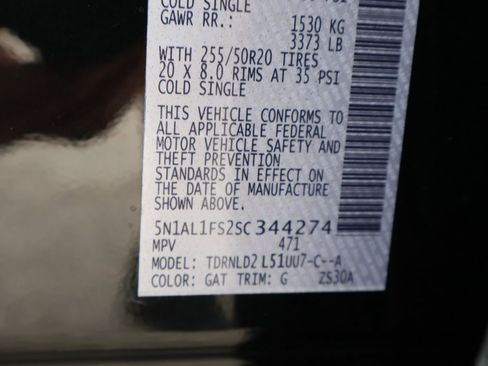 COLD SINGLE
GAWR RR.: 1530 KG
3373 LB
WITH 255/50R20 TIRES
20 X 8.0 RIMS AT 35 PSI
COLD SINGLE
THIS VEHICLE CONFORMS TO
ALL APPLICABLE FEDERAL
MOTOR VEHICLE SAFETY AND
THEFT PREVENTION
STANDARDS IN EFFECT ON
THE DATE OF MANUFACTURE
SHOWN ABOVE.
5N1AL1FS2SC344274
MPV 471
MODEL: TDRNLD2 L51UU7-C--A
COLOR: GAT TRIM: G ZS30A